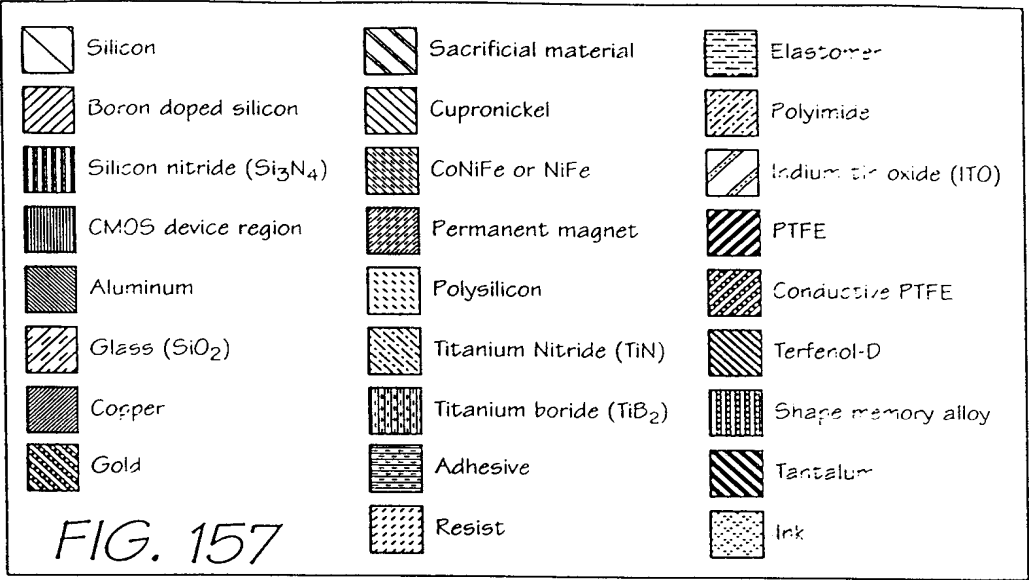 Silicon
Boron doped silicon
Silicon nitride (Si3N4)
CMOS device region
Aluminum
Glass (SiO2)
Copper
Gold
FIG. 157
Sacrificial material
Cupronickel
CoNiFe or NiFe
Permanent magnet
Polysilicon
Titanium Nitride (TiN)
Titanium boride (TiB2)
Adhesive
Resist
Elastomer
Polyimide
Indium tin oxide (ITO)
PTFE
Conductive PTFE
Terfenol-D
Shape memory alloy
Tantalum
Ink